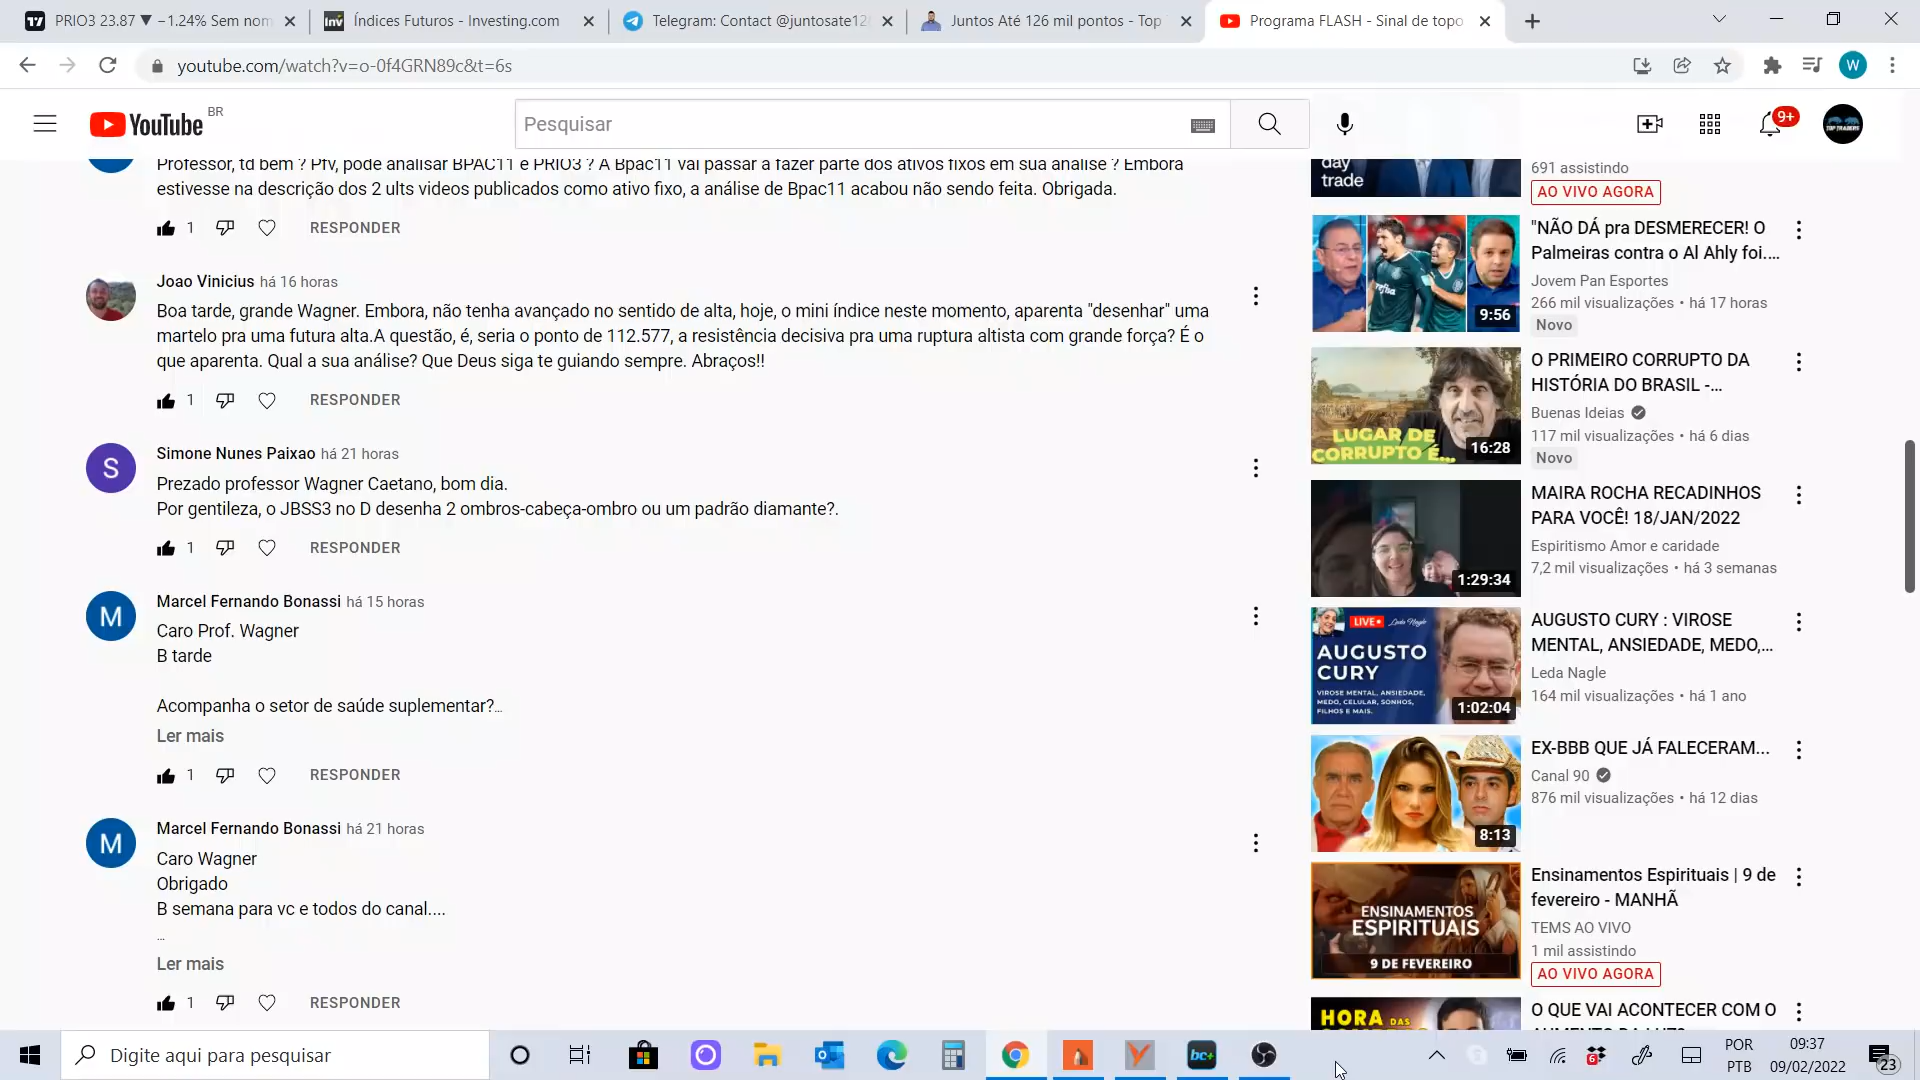 PRIO3 23.87 ▼ −1.24% Sem nom
Índices Futuros - Investing.com
Telegram: Contact @juntosate12
Juntos Até 126 mil pontos - Top
Programa FLASH - Sinal de topo
youtube.com/watch?v=o-0f4GRN89c&t=6s
W
YouTube BR
Pesquisar
9+
TOP TRADERS
Professor, td bem ? Pfv, pode analisar BPAC11 e PRIO3 ? A Bpac11 vai passar a fazer parte dos ativos fixos em sua análise ? Embora
estivesse na descrição dos 2 ults videos publicados como ativo fixo, a análise de Bpac11 acabou não sendo feita. Obrigada.
1 RESPONDER
Joao Vinicius há 16 horas
Boa tarde, grande Wagner. Embora, não tenha avançado no sentido de alta, hoje, o mini índice neste momento, aparenta "desenhar" uma
martelo pra uma futura alta.A questão, é, seria o ponto de 112.577, a resistência decisiva pra uma ruptura altista com grande força? É o
que aparenta. Qual a sua análise? Que Deus siga te guiando sempre. Abraços!!
1 RESPONDER
S
Simone Nunes Paixao há 21 horas
Prezado professor Wagner Caetano, bom dia.
Por gentileza, o JBSS3 no D desenha 2 ombros-cabeça-ombro ou um padrão diamante?.
1 RESPONDER
M
Marcel Fernando Bonassi há 15 horas
Caro Prof. Wagner
B tarde
Acompanha o setor de saúde suplementar?...
Ler mais
1 RESPONDER
M
Marcel Fernando Bonassi há 21 horas
Caro Wagner
Obrigado
B semana para vc e todos do canal....
...
Ler mais
1 RESPONDER
day
trade
691 assistindo
AO VIVO AGORA
9:56
"NÃO DÁ pra DESMERECER! O
Palmeiras contra o Al Ahly foi....
Jovem Pan Esportes
266 mil visualizações • há 17 horas
Novo
LUGAR DE
CORRUPTO É...
16:28
O PRIMEIRO CORRUPTO DA
HISTÓRIA DO BRASIL -...
Buenas Ideias
117 mil visualizações • há 6 dias
Novo
1:29:34
MAIRA ROCHA RECADINHOS
PARA VOCÊ! 18/JAN/2022
Espiritismo Amor e caridade
7,2 mil visualizações • há 3 semanas
LIVE Leda Nagle
AUGUSTO
CURY
VIROSE MENTAL, ANSIEDADE,
MEDO, CELULAR, SONHOS,
FILHOS E MAIS.
1:02:04
AUGUSTO CURY : VIROSE
MENTAL, ANSIEDADE, MEDO,...
Leda Nagle
164 mil visualizações • há 1 ano
8:13
EX-BBB QUE JÁ FALECERAM...
Canal 90
876 mil visualizações • há 12 dias
ENSINAMENTOS
ESPIRITUAIS
9 DE FEVEREIRO
Ensinamentos Espirituais | 9 de
fevereiro - MANHÃ
TEMS AO VIVO
1 mil assistindo
AO VIVO AGORA
HORA DAS
O QUE VAI ACONTECER COM O
Digite aqui para pesquisar
bc+
6
POR
PTB
09:37
09/02/2022
23